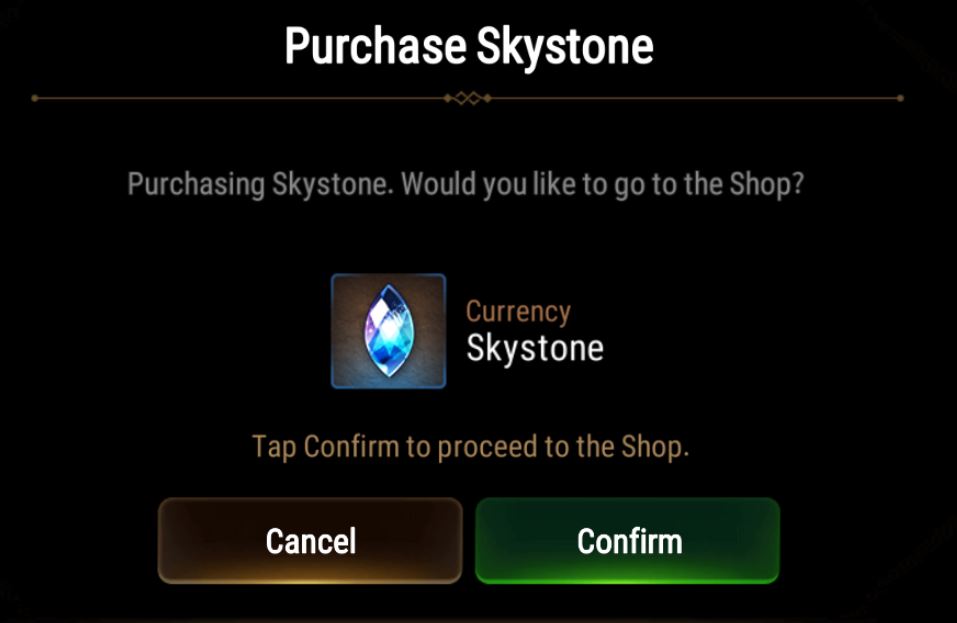 Purchase Skystone
Purchasing Skystone. Would you like to go to the Shop?
Currency
Skystone
Tap Confirm to proceed to the Shop.
Cancel
Confirm